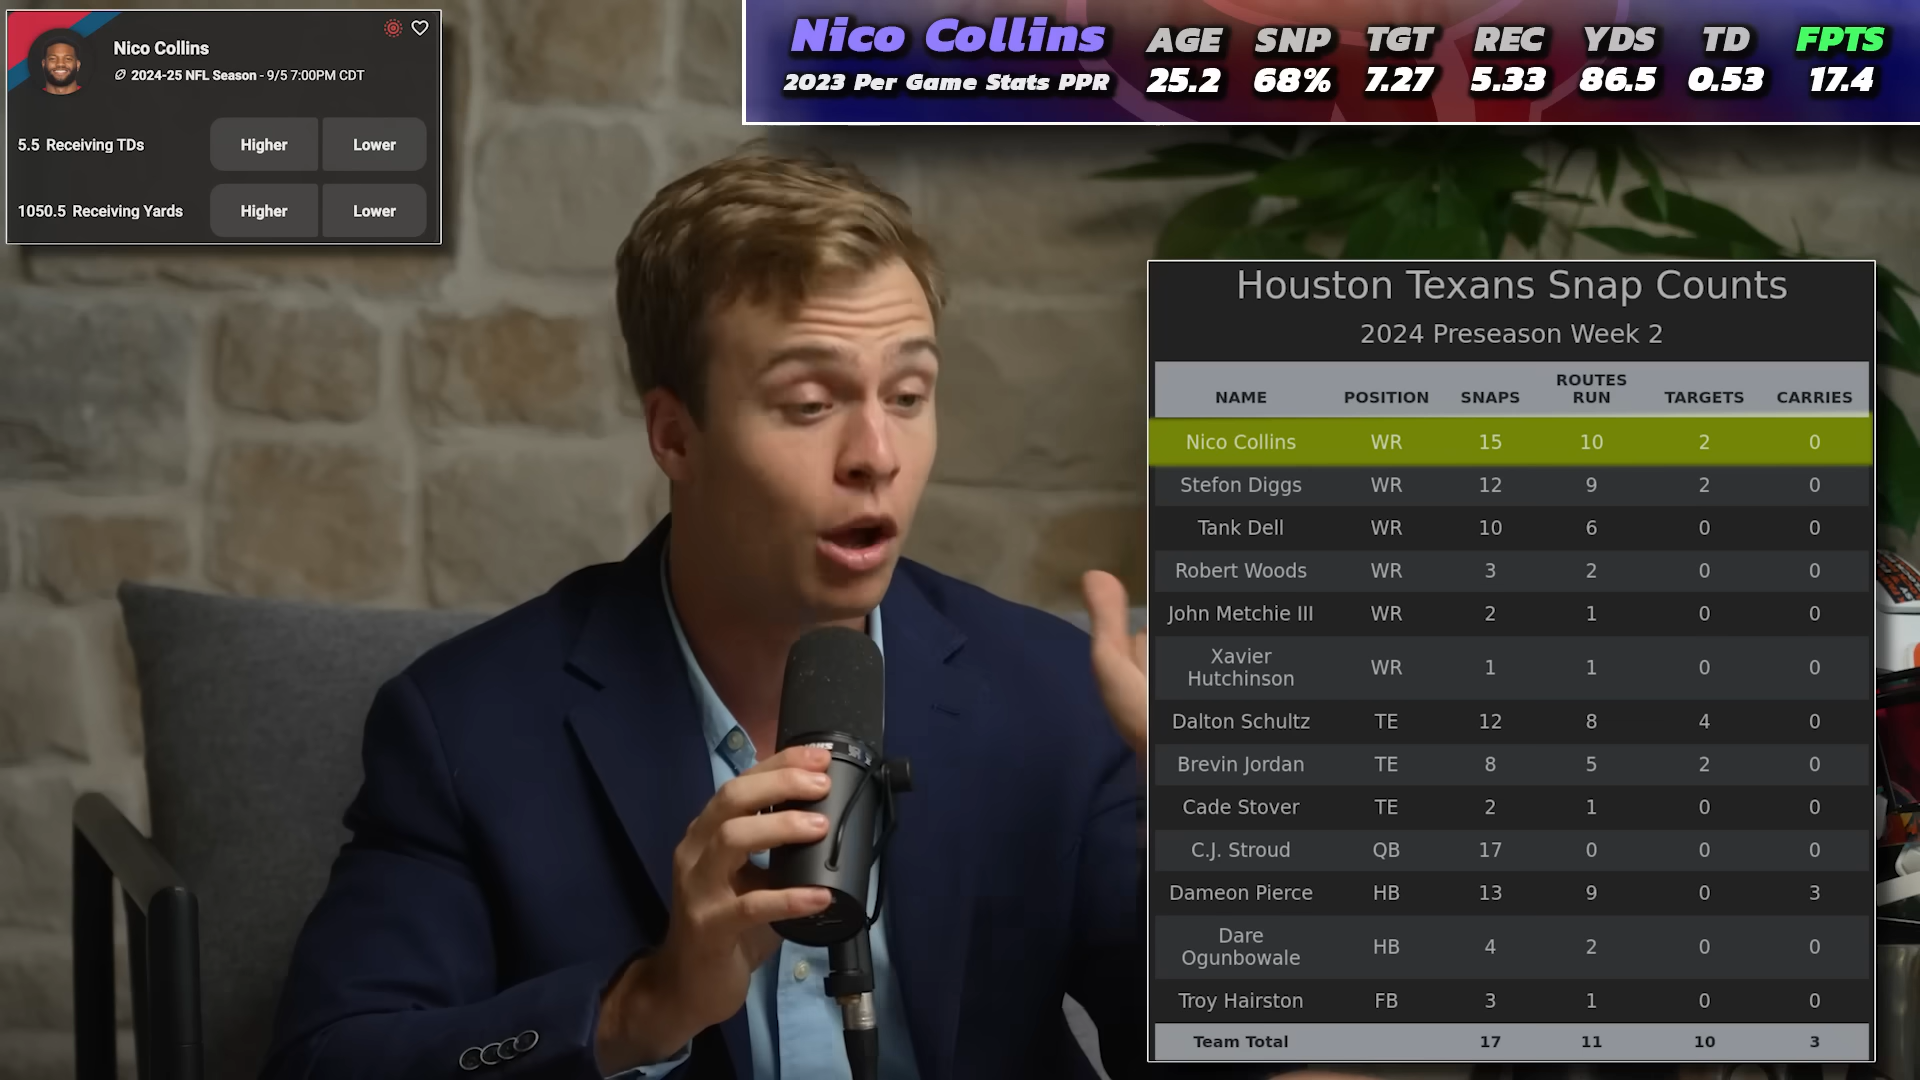 Nico Collins
2024-25 NFL Season - 9/5 7:00PM CDT
5.5 Receiving TDs Higher Lower
1050.5 Receiving Yards Higher Lower
Nico Collins AGE SNP TGT REC YDS TD FPTS
2023 Per Game Stats PPR 25.2 68% 7.27 5.33 86.5 0.53 17.4
Houston Texans Snap Counts
2024 Preseason Week 2
NAME POSITION SNAPS ROUTES RUN TARGETS CARRIES
Nico Collins WR 15 10 2 0
Stefon Diggs WR 12 9 2 0
Tank Dell WR 10 6 0 0
Robert Woods WR 3 2 0 0
John Metchie III WR 2 1 0 0
Xavier Hutchinson WR 1 1 0 0
Dalton Schultz TE 12 8 4 0
Brevin Jordan TE 8 5 2 0
Cade Stover TE 2 1 0 0
C.J. Stroud QB 17 0 0 0
Dameon Pierce HB 13 9 0 3
Dare Ogunbowale HB 4 2 0 0
Troy Hairston FB 3 1 0 0
Team Total 17 11 10 3